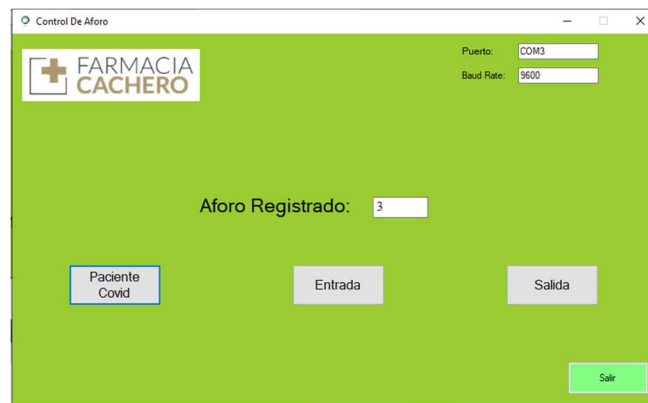 Control De Aforo
FARMACIA
CACHERO
Puerto: COM3
Baud Rate: 9600
Aforo Registrado: 3
Paciente
Covid
Entrada
Salida
Salir